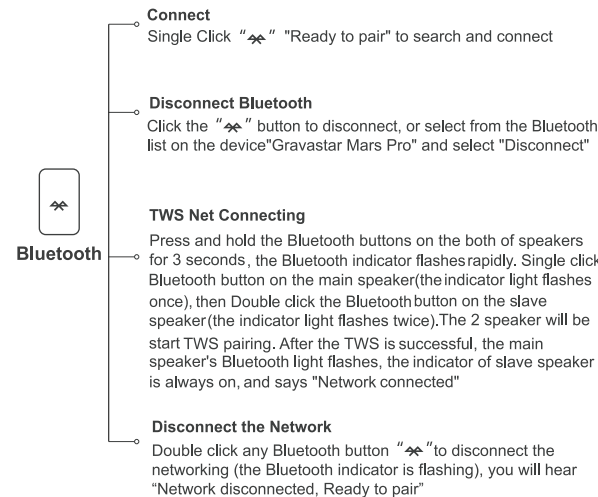 Connect
Single Click " " "Ready to pair" to search and connect
Disconnect Bluetooth
Click the " " button to disconnect, or select from the Bluetooth
list on the device"Gravastar Mars Pro" and select "Disconnect"
Bluetooth
TWS Net Connecting
Press and hold the Bluetooth buttons on the both of speakers
for 3 seconds, the Bluetooth indicator flashes rapidly. Single click
Bluetooth button on the main speaker(the indicator light flashes
once), then Double click the Bluetooth button on the slave
speaker(the indicator light flashes twice).The 2 speaker will be
start TWS pairing. After the TWS is successful, the main
speaker's Bluetooth light flashes, the indicator of slave speaker
is always on, and says "Network connected"
Disconnect the Network
Double click any Bluetooth button " "to disconnect the
networking (the Bluetooth indicator is flashing), you will hear
“Network disconnected, Ready to pair”